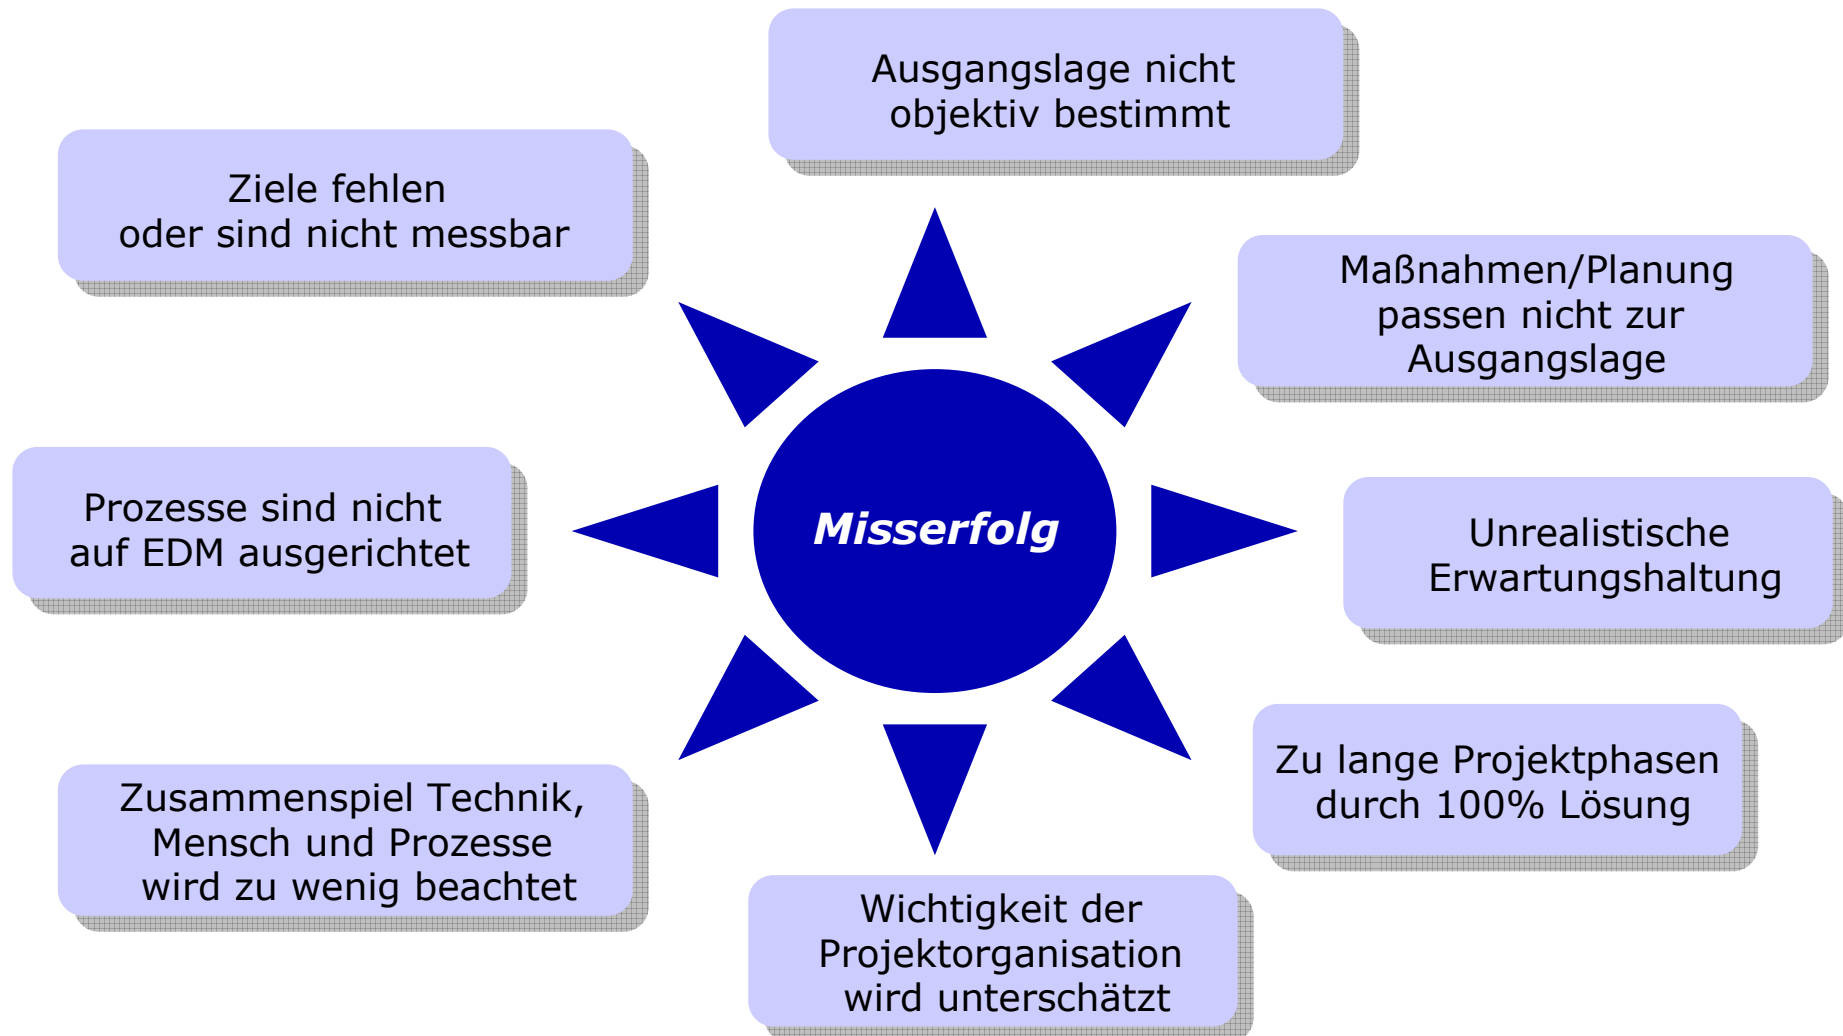 Ausgangslage nicht
objektiv bestimmt
Ziele fehlen
oder sind nicht messbar
Maßnahmen/Planung
passen nicht zur
Ausgangslage
Prozesse sind nicht
auf EDM ausgerichtet
Misserfolg
Unrealistische
Erwartungshaltung
Zu lange Projektphasen
durch 100% Lösung
Zusammenspiel Technik,
Mensch und Prozesse
wird zu wenig beachtet
Wichtigkeit der
Projektorganisation
wird unterschätzt